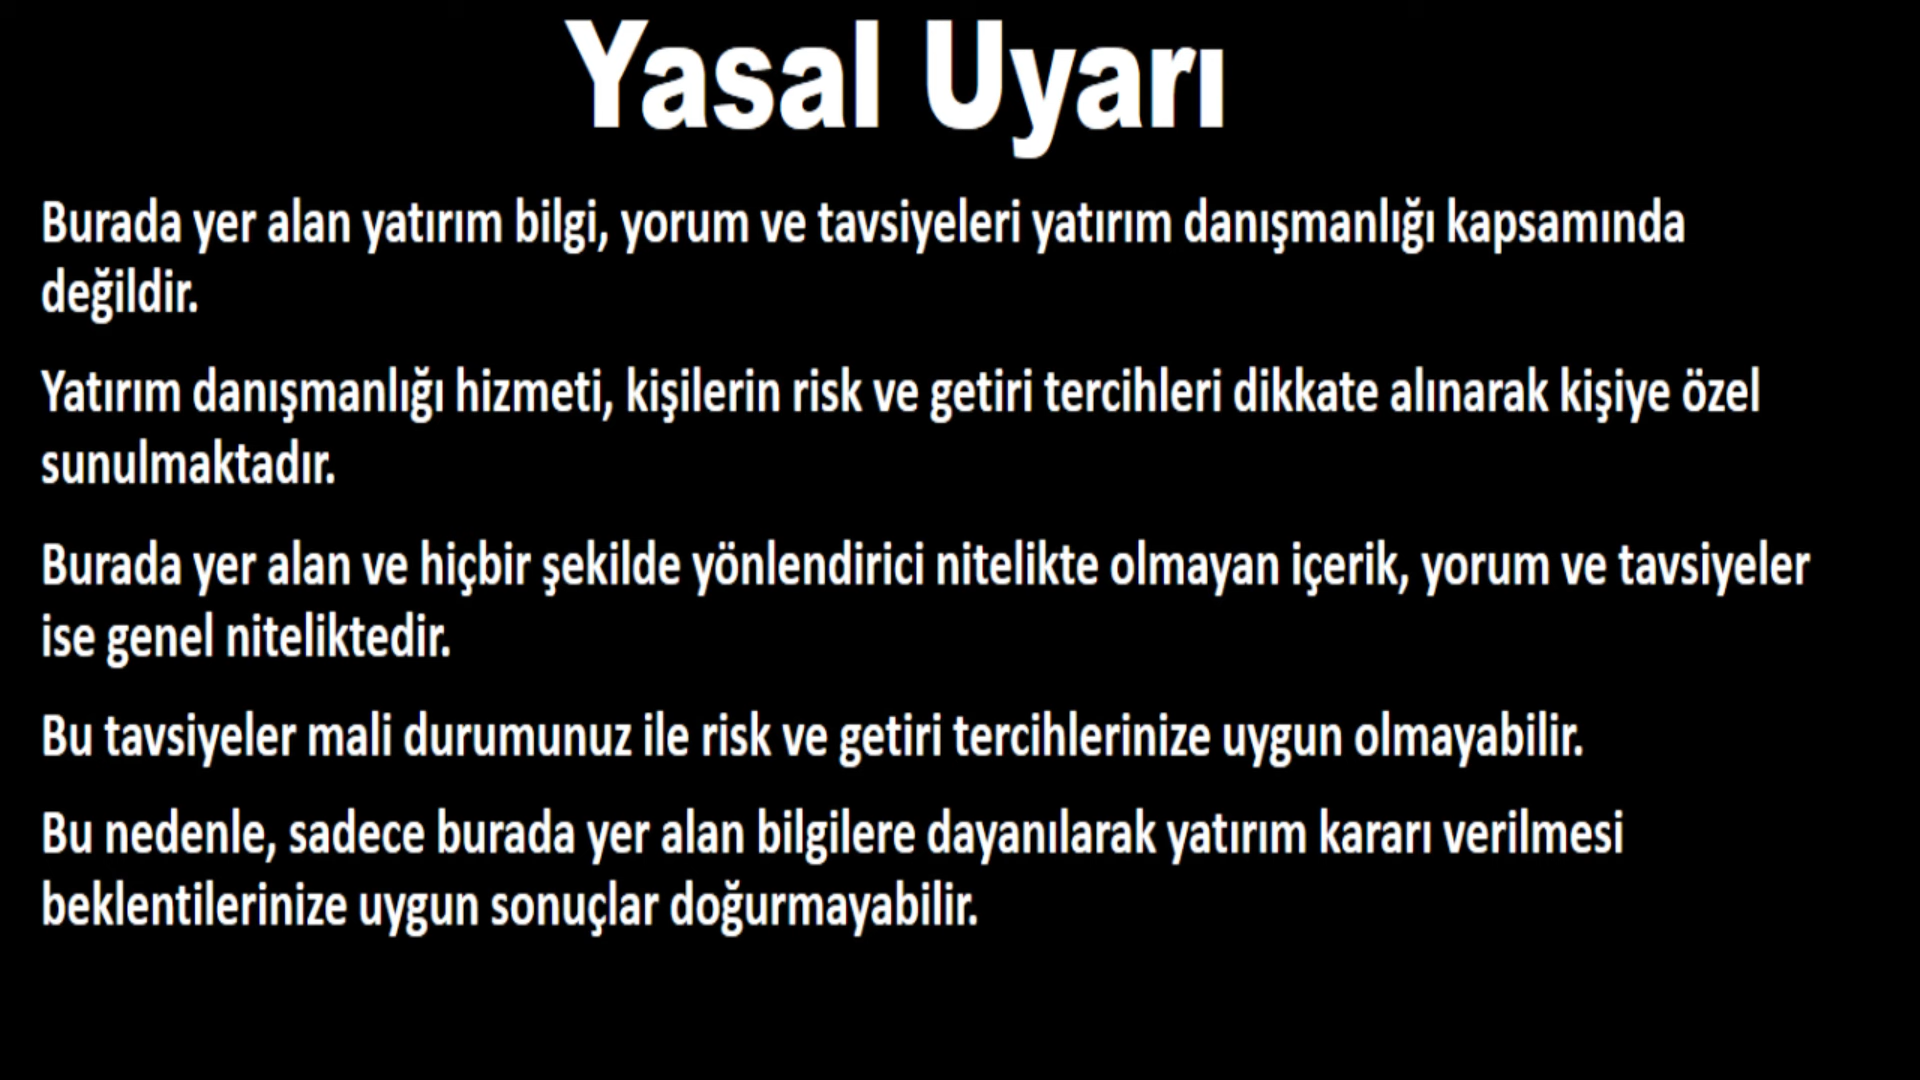 Yasal Uyarı
Burada yer alan yatırım bilgi, yorum ve tavsiyeleri yatırım danışmanlığı kapsamında
değildir.
Yatırım danışmanlığı hizmeti, kişilerin risk ve getiri tercihleri dikkate alınarak kişiye özel
sunulmaktadır.
Burada yer alan ve hiçbir şekilde yönlendirici nitelikte olmayan içerik, yorum ve tavsiyeler
ise genel niteliktedir.
Bu tavsiyeler mali durumunuz ile risk ve getiri tercihlerinize uygun olmayabilir.
Bu nedenle, sadece burada yer alan bilgilere dayanılarak yatırım kararı verilmesi
beklentilerinize uygun sonuçlar doğurmayabilir.